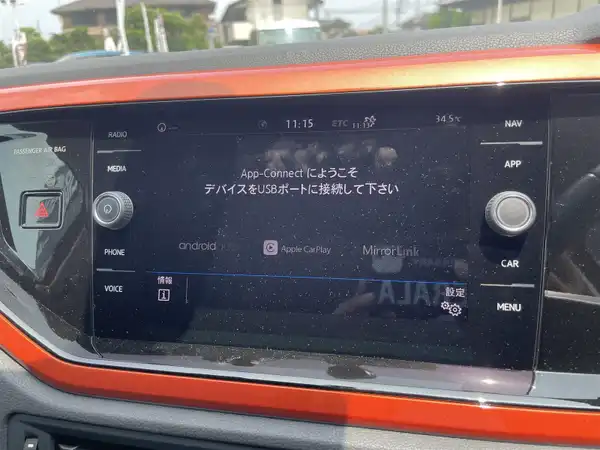 RADIO
MEDIA
PHONE
VOICE
PASSENGER AIR BAG
11:15
ETC
34.5℃
App-Connect にようこそ
デバイスをUSBポートに接続して下さい
android
Apple CarPlay
MirrorLink
情報
設定
NAV
APP
CAR
MENU